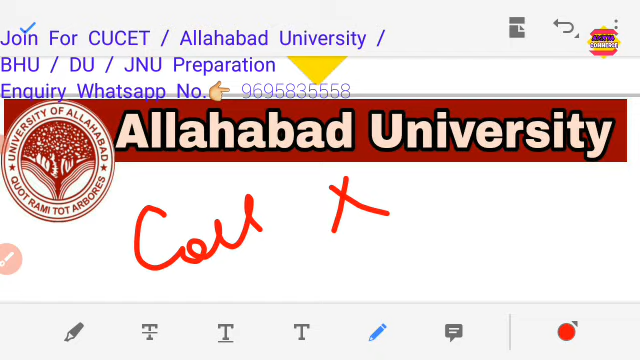 Join For CUCET / Allahabad University /
BHU / DU / JNU Preparation
Enquiry Whatsapp No.👉 9695835558
Allahabad University
UNIVERSITY OF ALLAHABAD
QUOT RAMI TOT ARBORES
Call X
T T T